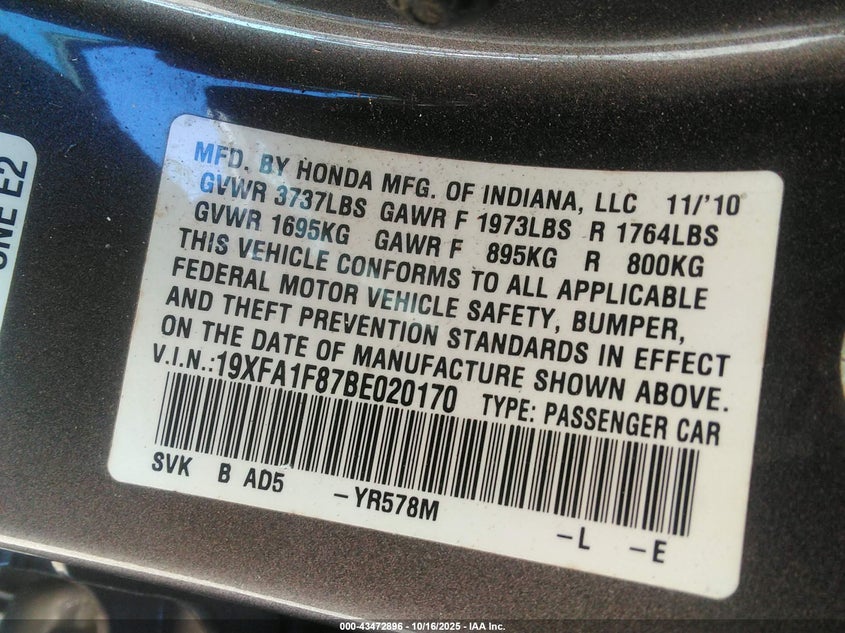 ONE E2
MFD. BY HONDA MFG. OF INDIANA, LLC 11/'10
GVWR 3737LBS GAWR F 1973LBS R 1764LBS
GVWR 1695KG GAWR F 895KG R 800KG
THIS VEHICLE CONFORMS TO ALL APPLICABLE
FEDERAL MOTOR VEHICLE SAFETY, BUMPER,
AND THEFT PREVENTION STANDARDS IN EFFECT
ON THE DATE OF MANUFACTURE SHOWN ABOVE.
V.I.N.:19XFA1F87BE020170 TYPE: PASSENGER CAR
SVK B AD5 -YR578M -L -E
000-43472896 - 10/16/2025 - IAA Inc.